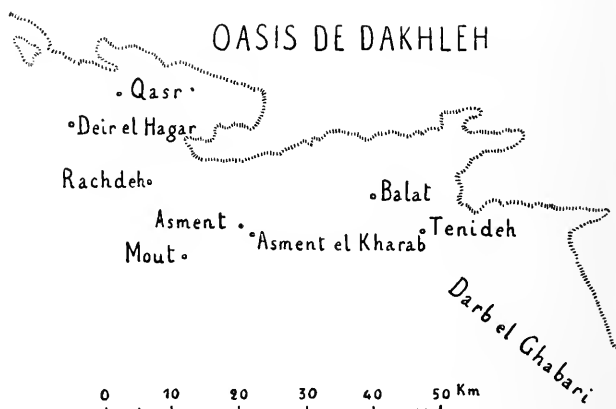 OASIS DE DAKHLEH
Qasr
Deir el Hagar
Rachdeh
Balat
Asment
Asment el Kharab
Tenideh
Mout
Darb el Ghabari
0 10 20 30 40 50 Km